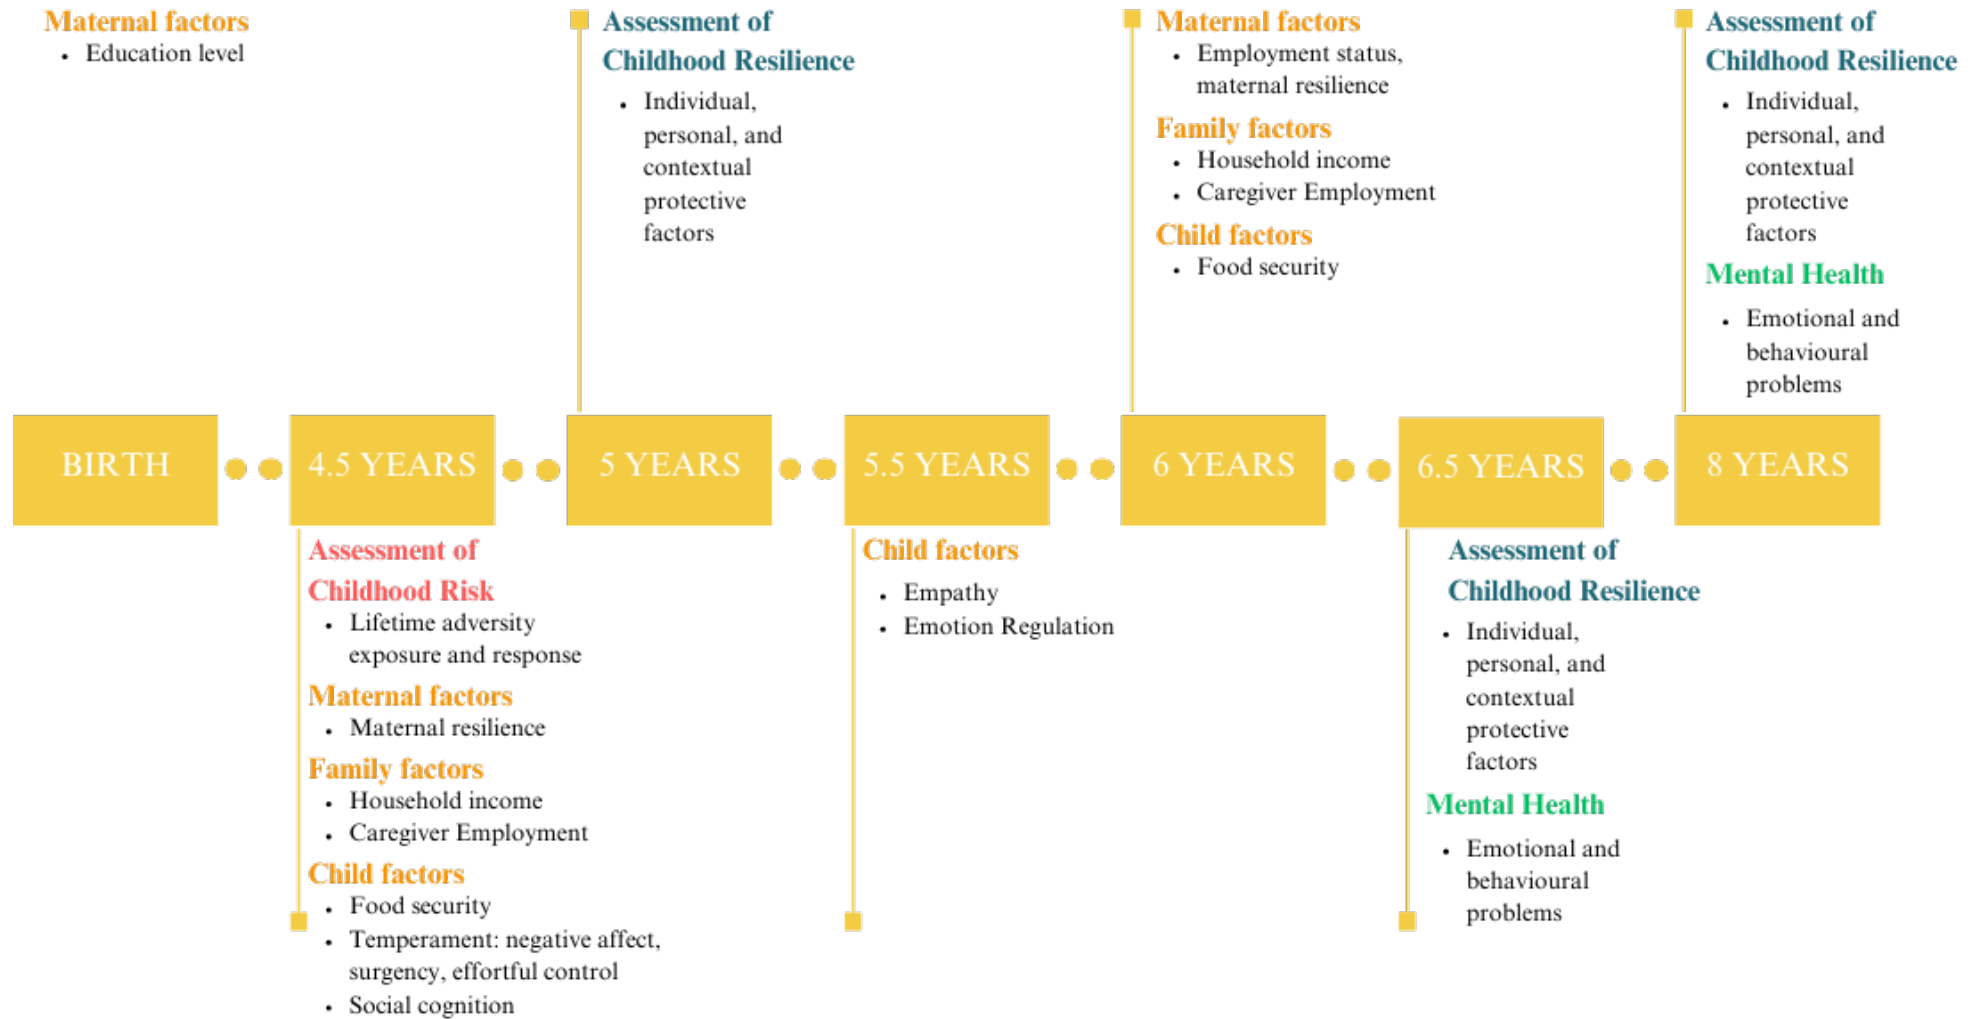 Maternal factors
• Education level
Assessment of
Childhood Resilience
• Individual,
personal, and
contextual
protective
factors
Maternal factors
• Employment status,
maternal resilience
Family factors
• Household income
• Caregiver Employment
Child factors
• Food security
Assessment of
Childhood Resilience
• Individual,
personal, and
contextual
protective
factors
Mental Health
• Emotional and
behavioural
problems
BIRTH
4.5 YEARS
5 YEARS
5.5 YEARS
6 YEARS
6.5 YEARS
8 YEARS
Assessment of
Childhood Risk
• Lifetime adversity
exposure and response
Maternal factors
• Maternal resilience
Family factors
• Household income
• Caregiver Employment
Child factors
• Food security
• Temperament: negative affect,
surgency, effortful control
• Social cognition
Child factors
• Empathy
• Emotion Regulation
Assessment of
Childhood Resilience
• Individual,
personal, and
contextual
protective
factors
Mental Health
• Emotional and
behavioural
problems